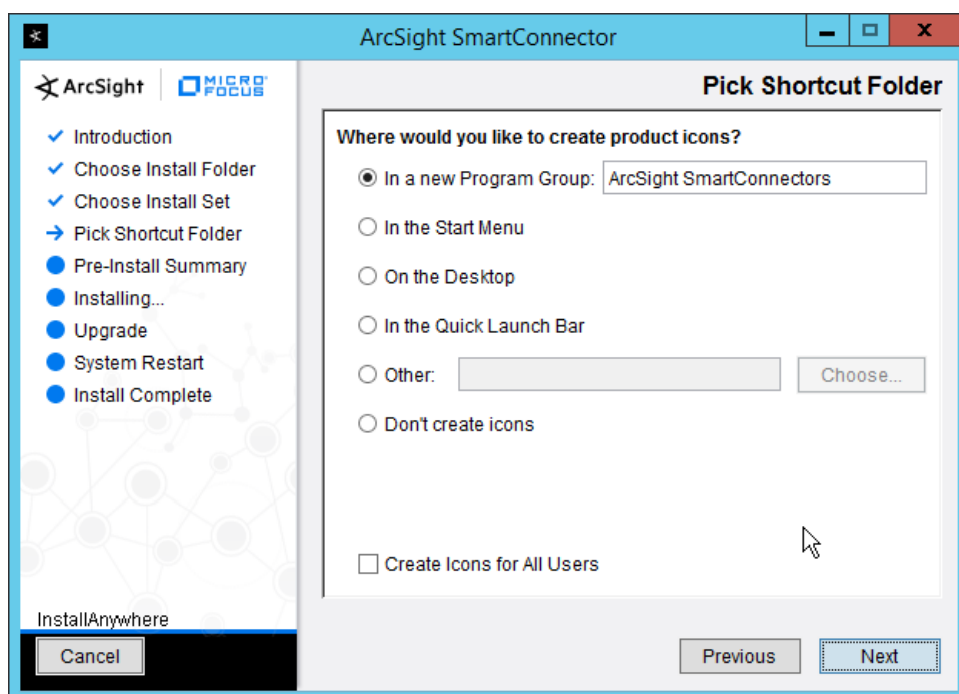 ArcSight SmartConnector
ArcSight MICRO FOCUS
Pick Shortcut Folder
Introduction
Choose Install Folder
Choose Install Set
Pick Shortcut Folder
Pre-Install Summary
Installing...
Upgrade
System Restart
Install Complete
Where would you like to create product icons?
In a new Program Group: ArcSight SmartConnectors
In the Start Menu
On the Desktop
In the Quick Launch Bar
Other: Choose...
Don't create icons
Create Icons for All Users
InstallAnywhere
Cancel Previous Next